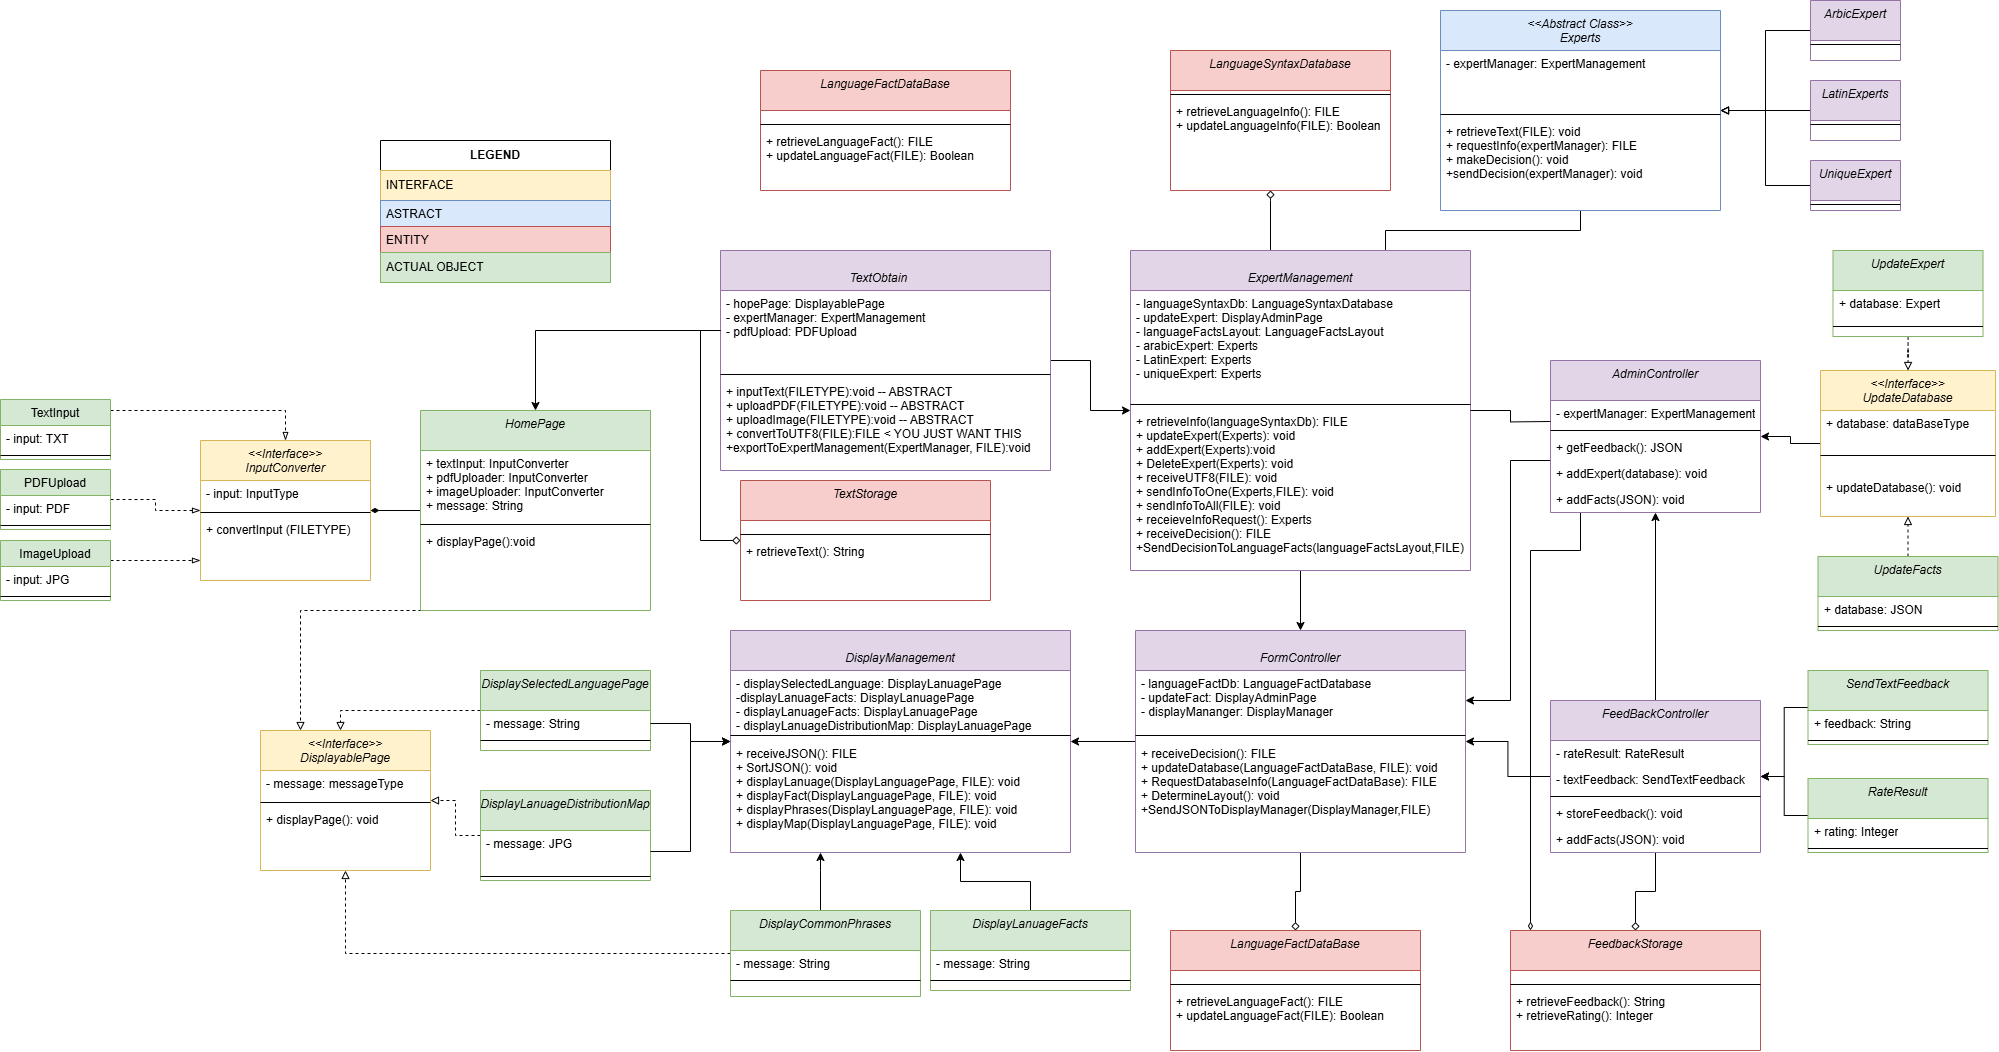 LEGEND
INTERFACE
ASTRACT
ENTITY
ACTUAL OBJECT
LanguageFactDataBase
+ retrieveLanguageFact(): FILE
+ updateLanguageFact(FILE): Boolean
LanguageSyntaxDatabase
+ retrieveLanguageInfo(): FILE
+ updateLanguageInfo(FILE): Boolean
<<Abstract Class>>
Experts
- expertManager: ExpertManagement
+ retrieveText(FILE): void
+ requestInfo(expertManager): FILE
+ makeDecision(): void
+sendDecision(expertManager): void
ArbicExpert
LatinExperts
UniqueExpert
TextObtain
- hopePage: DisplayablePage
- expertManager: ExpertManagement
- pdfUpload: PDFUpload
+ inputText(FILETYPE):void -- ABSTRACT
+ uploadPDF(FILETYPE):void -- ABSTRACT
+ uploadImage(FILETYPE):void -- ABSTRACT
+ convertToUTF8(FILE):FILE < YOU JUST WANT THIS
+exportToExpertManagement(ExpertManager, FILE):void
ExpertManagement
- languageSyntaxDb: LanguageSyntaxDatabase
- updateExpert: DisplayAdminPage
- languageFactsLayout: LanguageFactsLayout
- arabicExpert: Experts
- LatinExpert: Experts
- uniqueExpert: Experts
+ retrieveInfo(languageSyntaxDb): FILE
+ updateExpert(Experts): void
+ addExpert(Experts):void
+ DeleteExpert(Experts): void
+ receiveUTF8(FILE): void
+ sendInfoToOne(Experts,FILE): void
+ sendInfoToAll(FILE): void
+ receieveInfoRequest(): Experts
+ receiveDecision(): FILE
+SendDecisionToLanguageFacts(languageFactsLayout,FILE)
UpdateExpert
+ database: Expert
AdminController
- expertManager: ExpertManagement
+ getFeedback(): JSON
+ addExpert(database): void
+ addFacts(JSON): void
<<Interface>>
UpdateDatabase
+ database: dataBaseType
+ updateDatabase(): void
UpdateFacts
+ database: JSON
TextInput
- input: TXT
PDFUpload
- input: PDF
ImageUpload
- input: JPG
<<Interface>>
InputConverter
- input: InputType
+ convertInput (FILETYPE)
HomePage
+ textInput: InputConverter
+ pdfUploader: InputConverter
+ imageUploader: InputConverter
+ message: String
+ displayPage():void
TextStorage
+ retrieveText(): String
DisplaySelectedLanguagePage
- message: String
<<Interface>>
DisplayablePage
- message: messageType
+ displayPage(): void
DisplayLanuageDistributionMap
- message: JPG
DisplayManagement
- displaySelectedLanguage: DisplayLanuagePage
-displayLanuageFacts: DisplayLanuagePage
- displayLanuageFacts: DisplayLanuagePage
- displayLanuageDistributionMap: DisplayLanuagePage
+ receiveJSON(): FILE
+ SortJSON(): void
+ displayLanuage(DisplayLanguagePage, FILE): void
+ displayFact(DisplayLanguagePage, FILE): void
+ displayPhrases(DisplayLanguagePage, FILE): void
+ displayMap(DisplayLanguagePage, FILE): void
FormController
- languageFactDb: LanguageFactDatabase
- updateFact: DisplayAdminPage
- displayMananger: DisplayManager
+ receiveDecision(): FILE
+ updateDatabase(LanguageFactDataBase, FILE): void
+ RequestDatabaseInfo(LanguageFactDataBase): FILE
+ DetermineLayout(): void
+SendJSONToDisplayManager(DisplayManager,FILE)
FeedBackController
- rateResult: RateResult
- textFeedback: SendTextFeedback
+ storeFeedback(): void
+ addFacts(JSON): void
SendTextFeedback
+ feedback: String
RateResult
+ rating: Integer
DisplayCommonPhrases
- message: String
DisplayLanuageFacts
- message: String
LanguageFactDataBase
+ retrieveLanguageFact(): FILE
+ updateLanguageFact(FILE): Boolean
FeedbackStorage
+ retrieveFeedback(): String
+ retrieveRating(): Integer